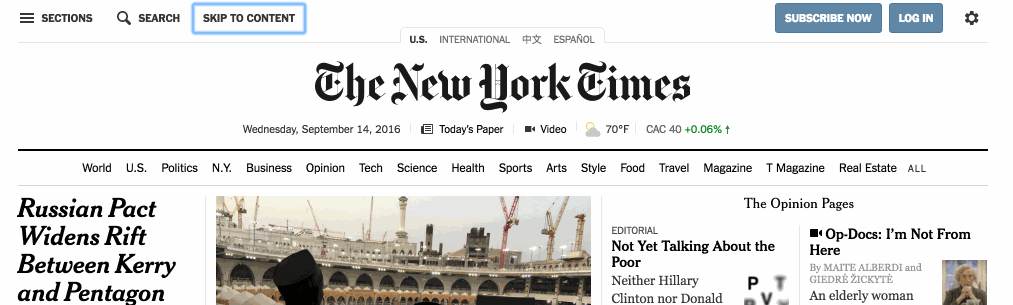 SECTIONS SEARCH SKIP TO CONTENT SUBSCRIBE NOW LOG IN
U.S. INTERNATIONAL 中文 ESPAÑOL
The New York Times
Wednesday, September 14, 2016 Today's Paper Video 70°F CAC 40 +0.06% ↑
World U.S. Politics N.Y. Business Opinion Tech Science Health Sports Arts Style Food Travel Magazine T Magazine Real Estate ALL
Russian Pact
Widens Rift
Between Kerry
and Pentagon
The Opinion Pages
EDITORIAL
Not Yet Talking About the
Poor
Neither Hillary
Clinton nor Donald
P T
V
Op-Docs: I'm Not From
Here
By MAITE ALBERDI and
GIEDRĖ ŽICKYTĖ
An elderly woman